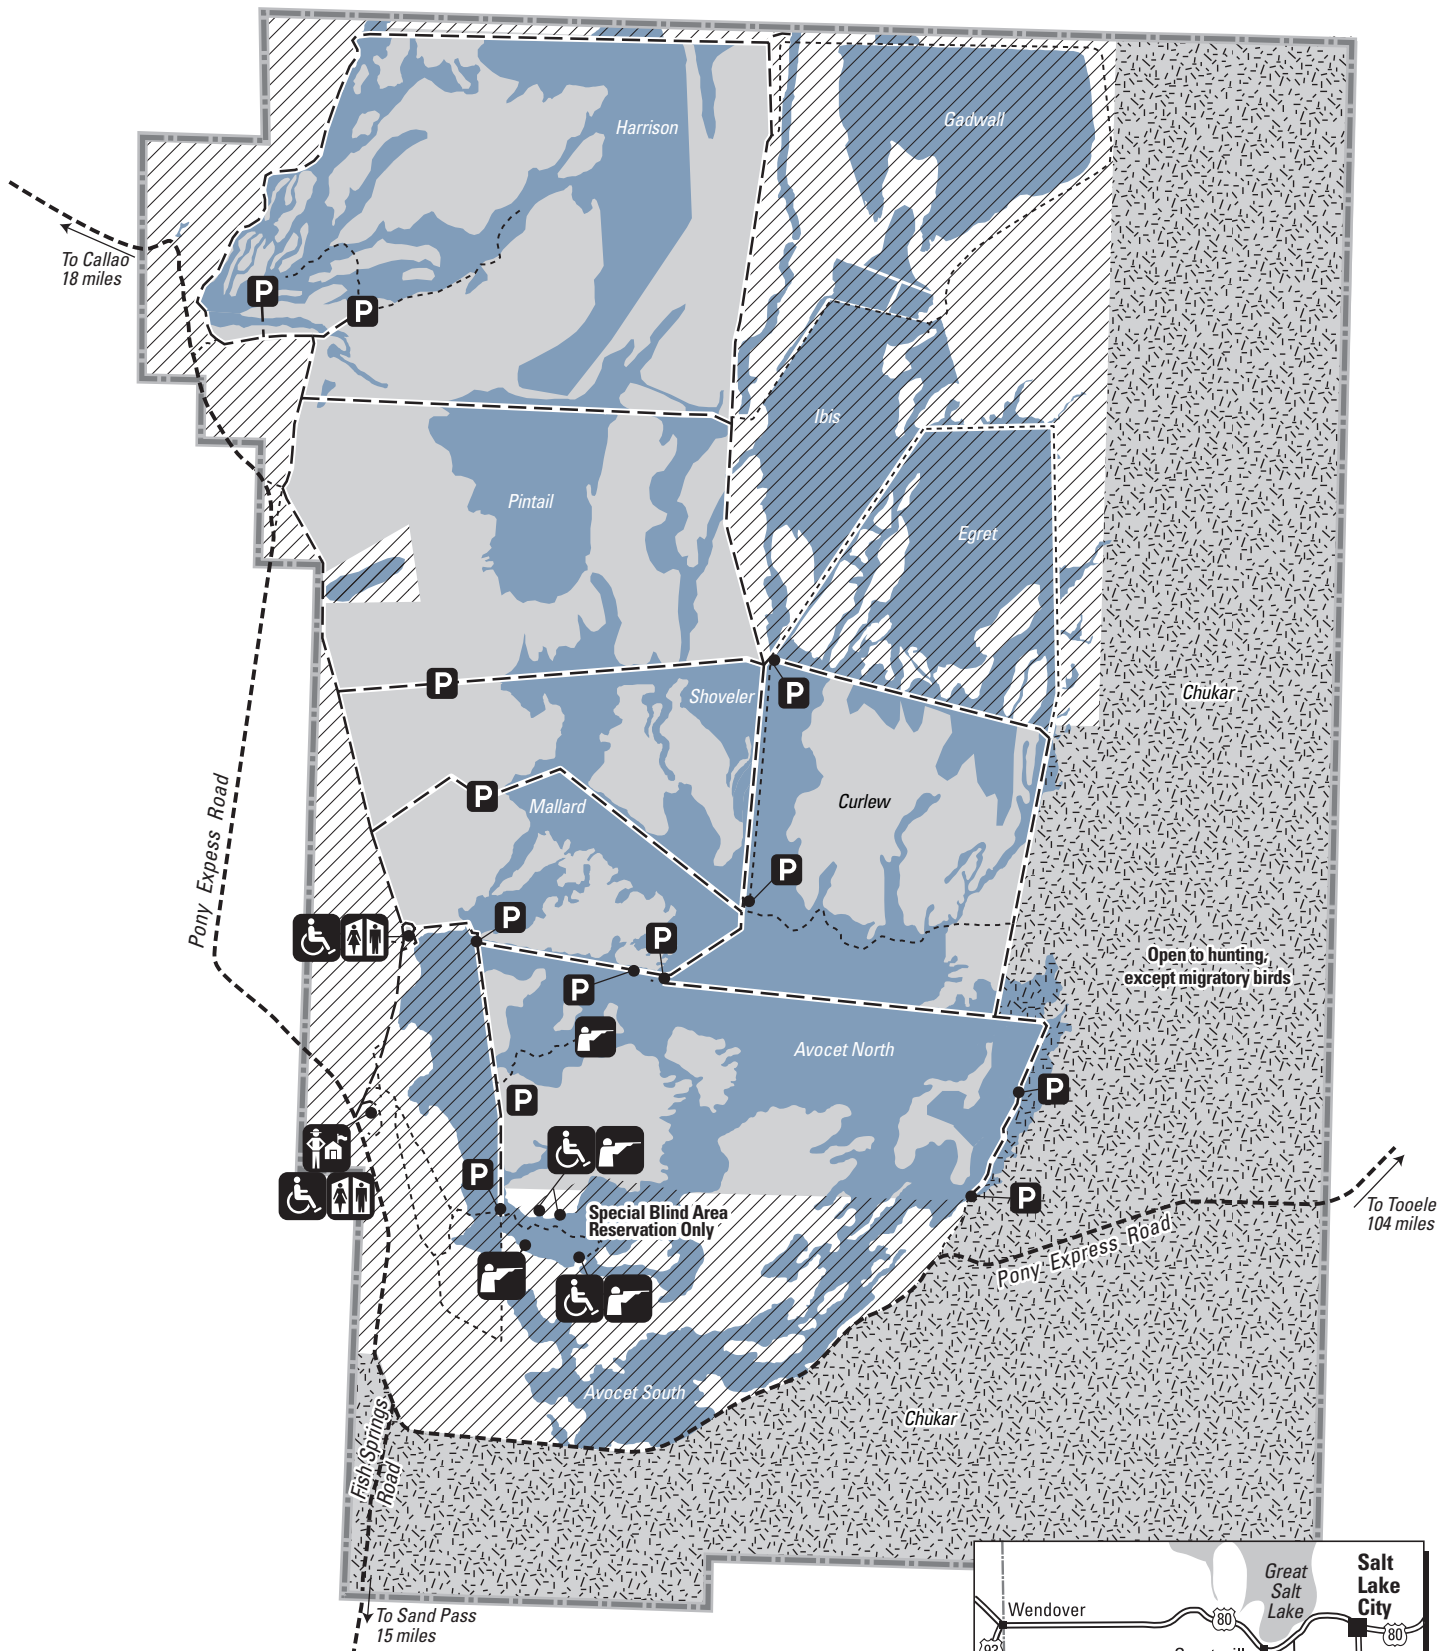 Harrison
Gadwall
To Callao
18 miles
P
P
Ibis
Pintail
Egret
P
Shoveler
P
Chukar
P
Mallard
Curlew
Pony Expess Road
P
P
P
Open to hunting,
except migratory birds
P
Avocet North
P
P
P
P
To Tooele
104 miles
Special Blind Area
Reservation Only
Pony Express Road
Avocet South
Chukar
Fish Springs
Road
To Sand Pass
15 miles
Great
Salt
Lake
Salt
Lake
City
Wendover
80
80
93